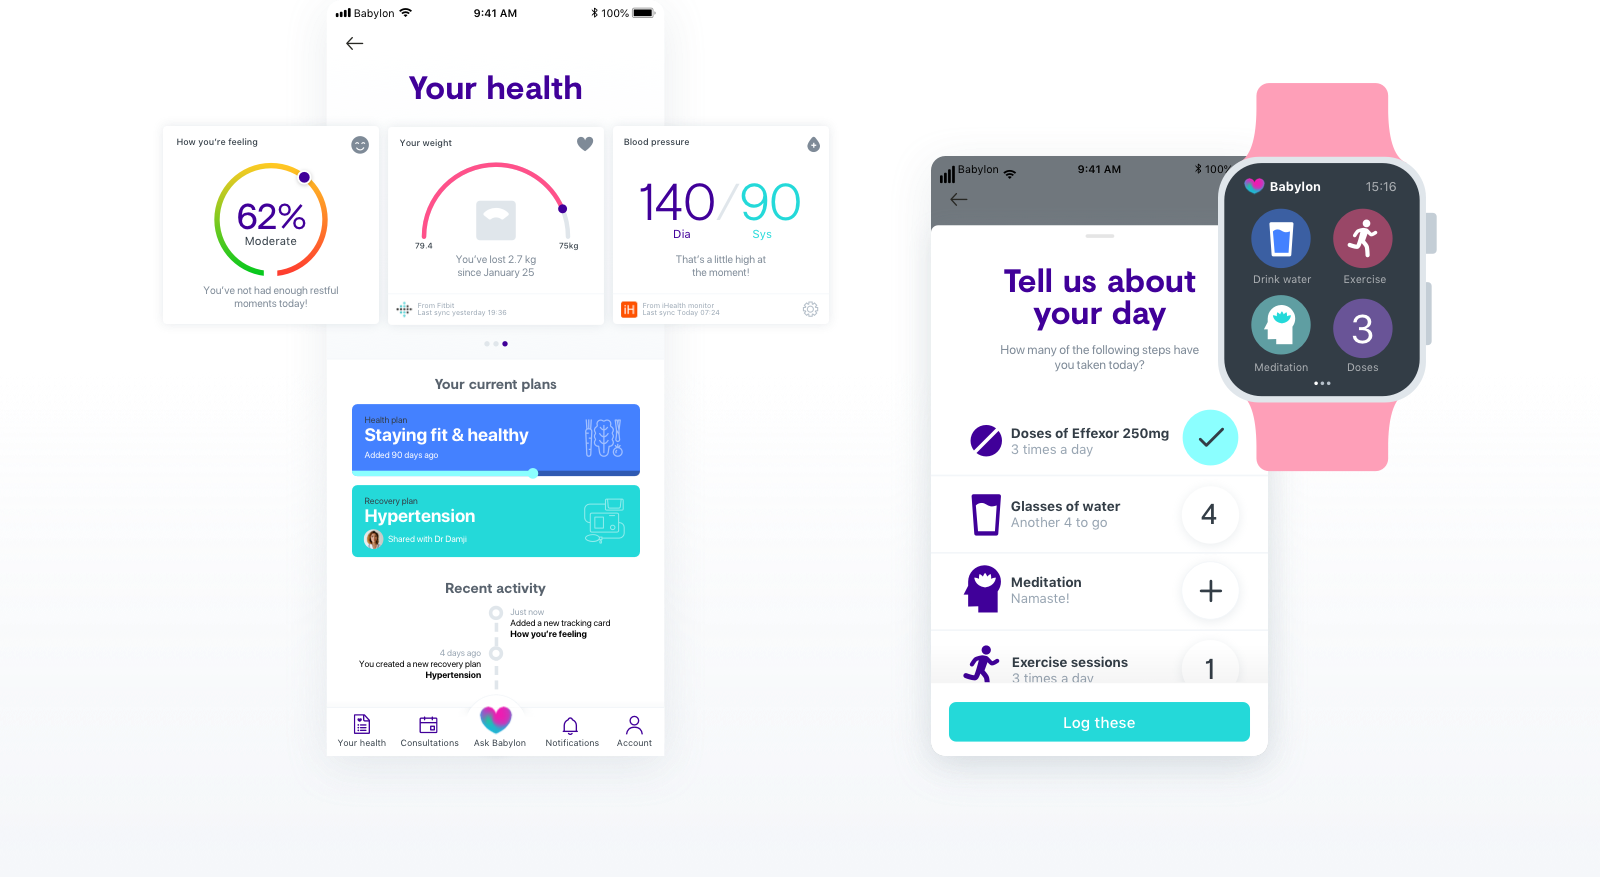 Babylon
9:41 AM
100%
Your health
How you're feeling
62%
Moderate
You've not had enough restful
moments today!
Your weight
79.4
75kg
You've lost 2.7 kg
since January 25
From Fitbit
Last sync yesterday 19:36
Blood pressure
140/90
Dia
Sys
That's a little high at
the moment!
iH
From iHealth monitor
Last sync Today 07:24
Your current plans
Health plan
Staying fit & healthy
Added 90 days ago
Recovery plan
Hypertension
Shared with Dr Damji
Recent activity
Just now
Added a new tracking card
How you're feeling
4 days ago
You created a new recovery plan
Hypertension
Your health
Consultations
Ask Babylon
Notifications
Account
Babylon
9:41 AM
100%
Tell us about
your day
How many of the following steps have
you taken today?
Doses of Effexor 250mg
3 times a day
Glasses of water
Another 4 to go
4
Meditation
Namaste!
Exercise sessions
3 times a day
1
Log these
Babylon
15:16
Drink water
Exercise
Meditation
3
Doses